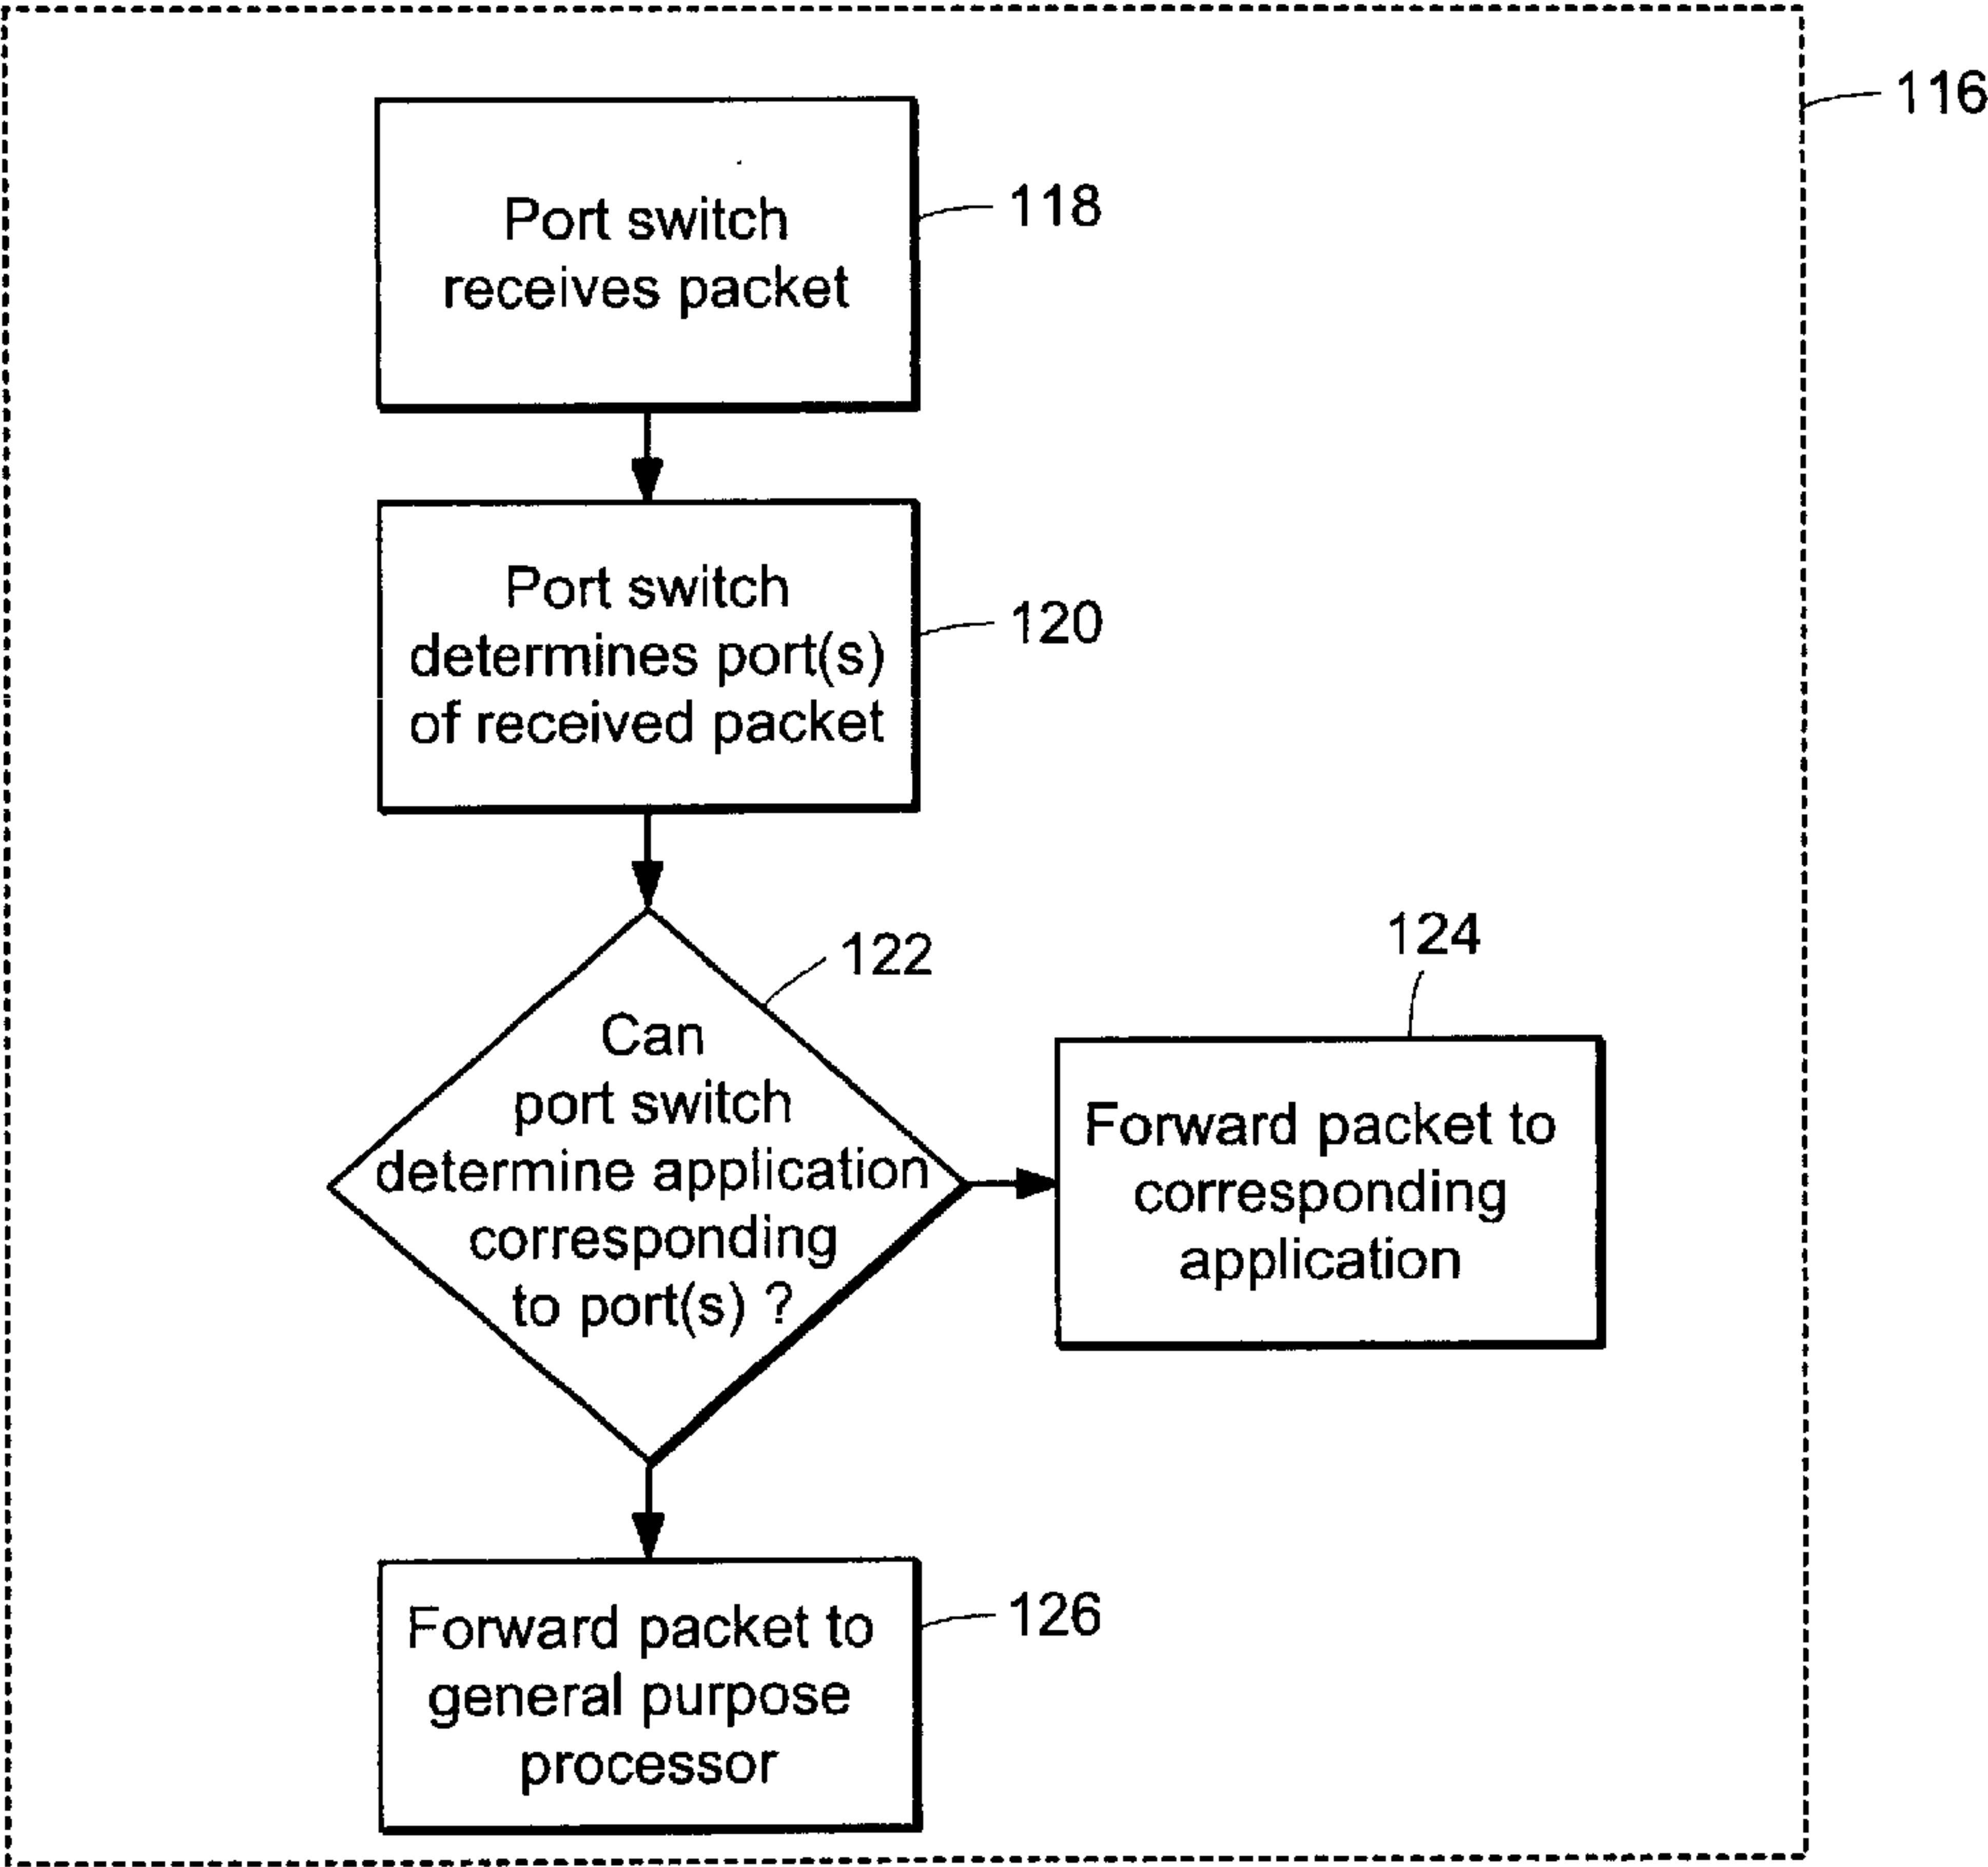 116
Port switch
receives packet
118
Port switch
determines port(s)
of received packet
120
122
Can
port switch
determine application
corresponding
to port(s) ?
124
Forward packet to
corresponding
application
Forward packet to
general purpose
processor
126